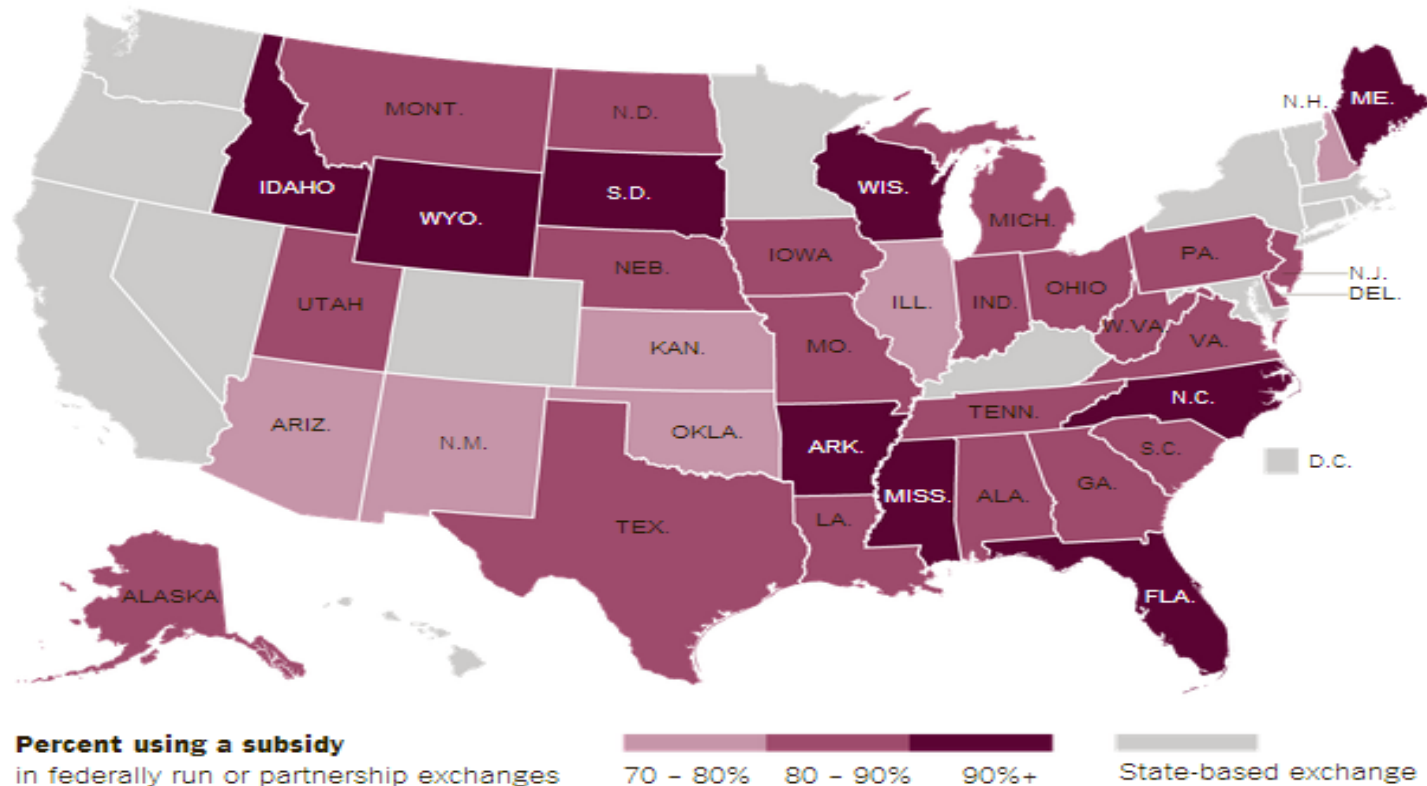 N.H.
ME.
MONT.
N.D.
IDAHO
WYO.
S.D.
WIS.
MICH.
NEB.
IOWA
PA.
N.J.
DEL.
UTAH
ILL.
IND.
OHIO
W.VA.
VA.
KAN.
MO.
N.C.
TENN.
ARIZ.
N.M.
OKLA.
ARK.
S.C.
D.C.
TEX.
LA.
MISS.
ALA.
GA.
ALASKA
FLA.
Percent using a subsidy
in federally run or partnership exchanges
70 – 80% 80 – 90% 90%+
State-based exchange